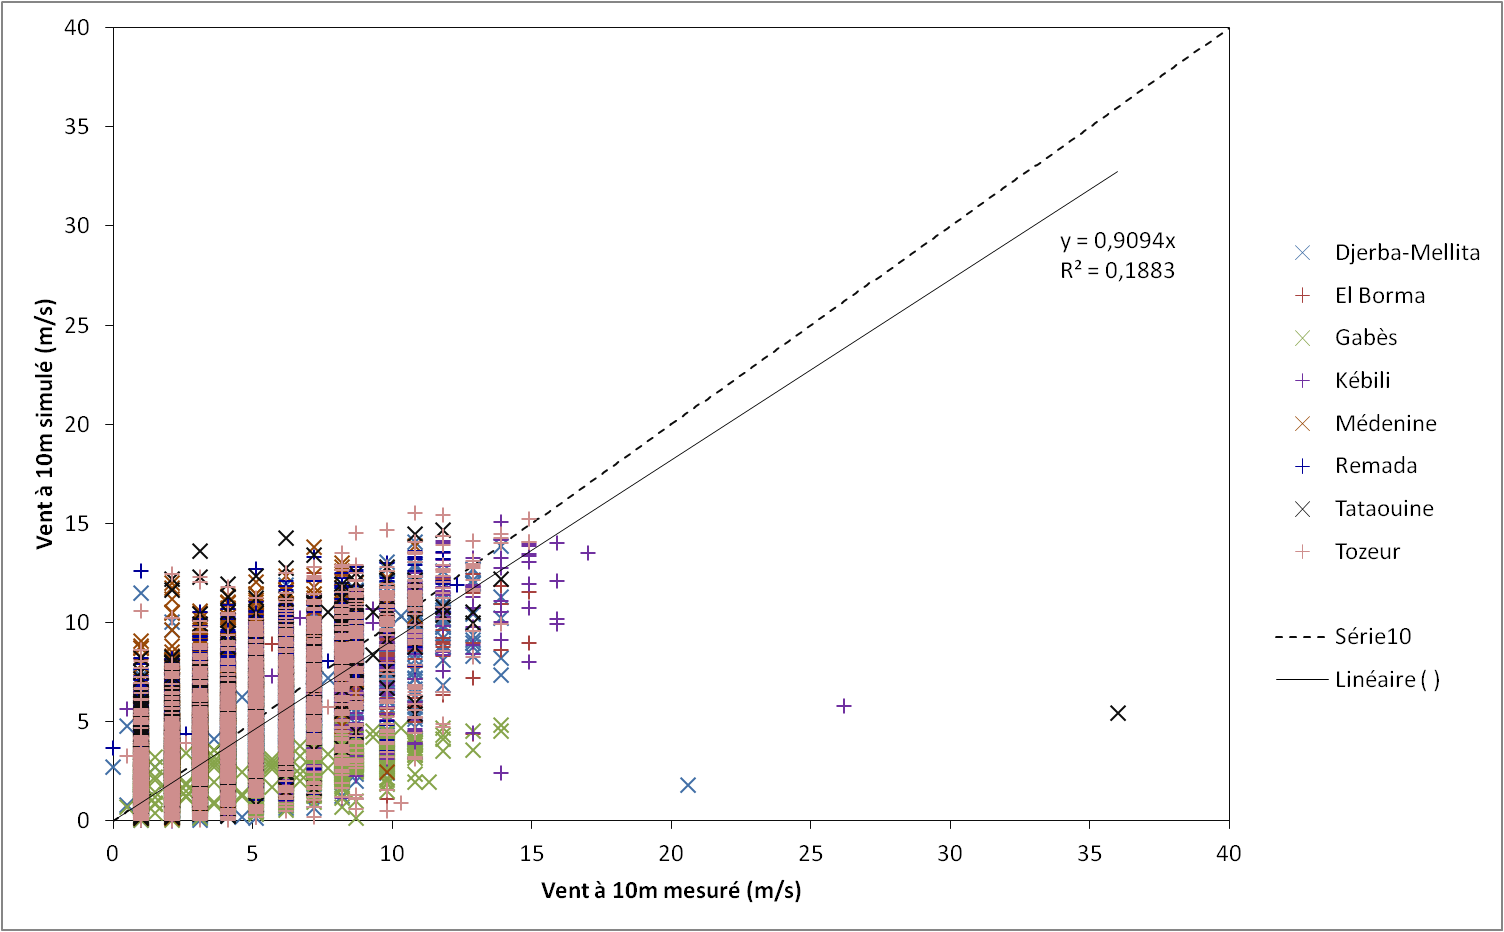 40
35
30
25
20
15
10
5
0
Vent à 10m simulé (m/s)
y = 0,9094x
R² = 0,1883
0 5 10 15 20 25 30 35 40
Vent à 10m mesuré (m/s)
Djerba-Mellita
El Borma
Gabès
Kébili
Médenine
Remada
Tataouine
Tozeur
Série10
Linéaire ( )